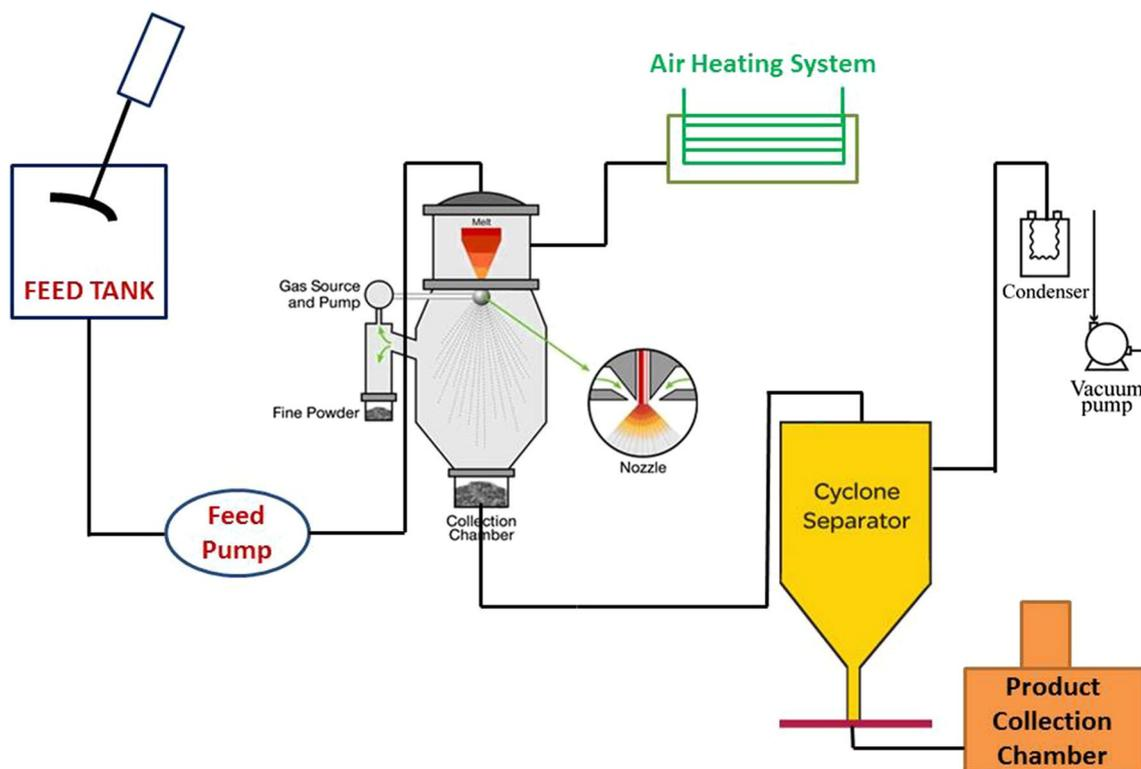 Air Heating System
FEED TANK
Melt
Gas Source
and Pump
Fine Powder
Nozzle
Collection
Chamber
Feed
Pump
Condenser
Vacuum
pump
Cyclone
Separator
Product
Collection
Chamber